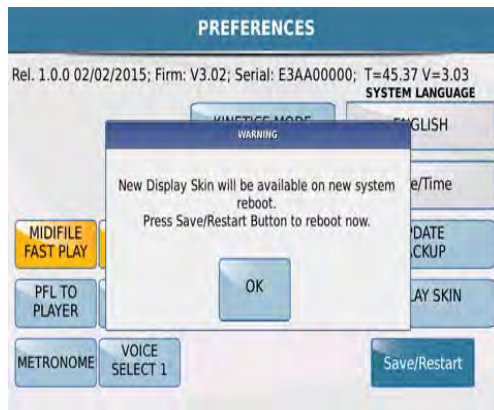 PREFERENCES
Rel. 1.0.0 02/02/2015; Firm: V3.02; Serial: E3AA00000; T=45.37 V=3.03
SYSTEM LANGUAGE
WARNING
New Display Skin will be available on new system
reboot.
Press Save/Restart Button to reboot now.
OK
MIDIFILE
FAST PLAY
PFL TO
PLAYER
METRONOME
VOICE
SELECT 1
Save/Restart